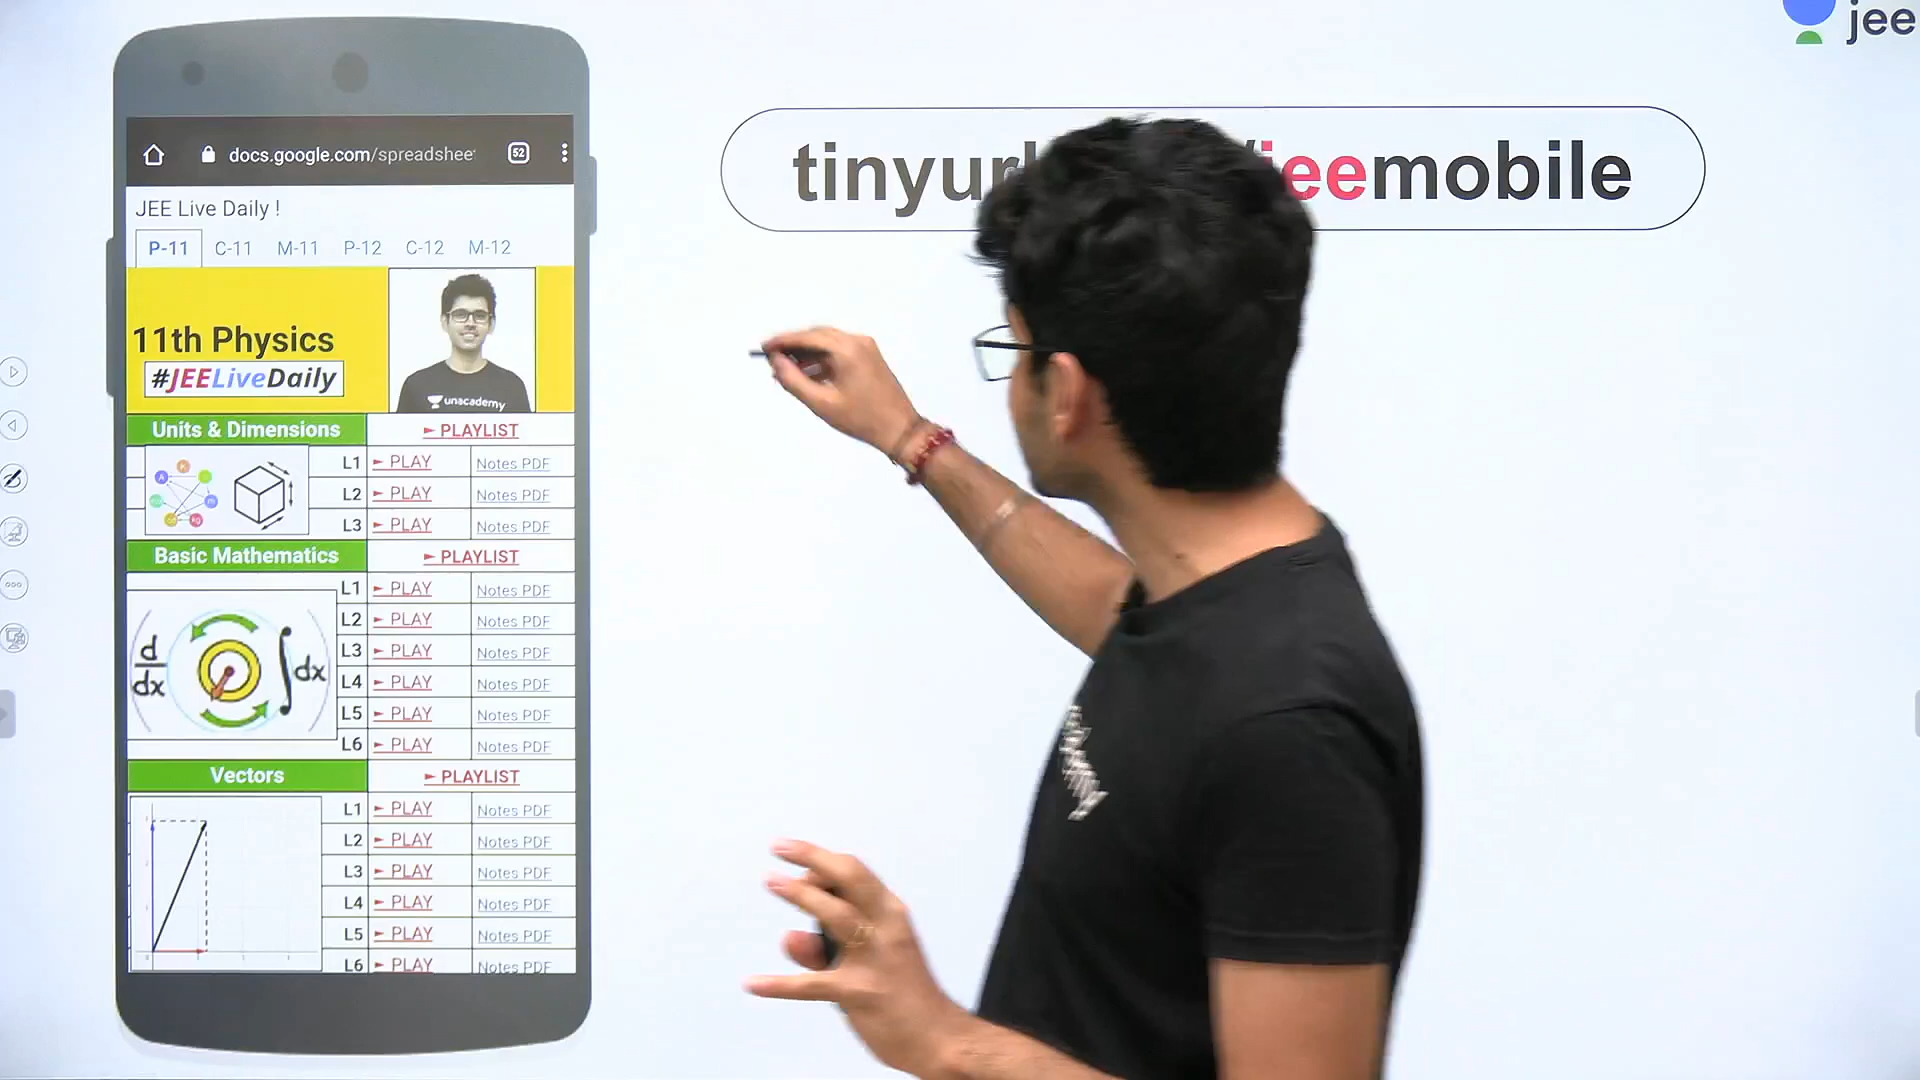 jee
tinyurl /jeemobile
docs.google.com/spreadshee
52
JEE Live Daily !
P-11 C-11 M-11 P-12 C-12 M-12
11th Physics
#JEELiveDaily
unacademy
Units & Dimensions ► PLAYLIST
L1 ► PLAY Notes PDF
L2 ► PLAY Notes PDF
L3 ► PLAY Notes PDF
Basic Mathematics ► PLAYLIST
L1 ► PLAY Notes PDF
L2 ► PLAY Notes PDF
L3 ► PLAY Notes PDF
L4 ► PLAY Notes PDF
L5 ► PLAY Notes PDF
L6 ► PLAY Notes PDF
d
dx
∫dx
Vectors ► PLAYLIST
L1 ► PLAY Notes PDF
L2 ► PLAY Notes PDF
L3 ► PLAY Notes PDF
L4 ► PLAY Notes PDF
L5 ► PLAY Notes PDF
L6 ► PLAY Notes PDF